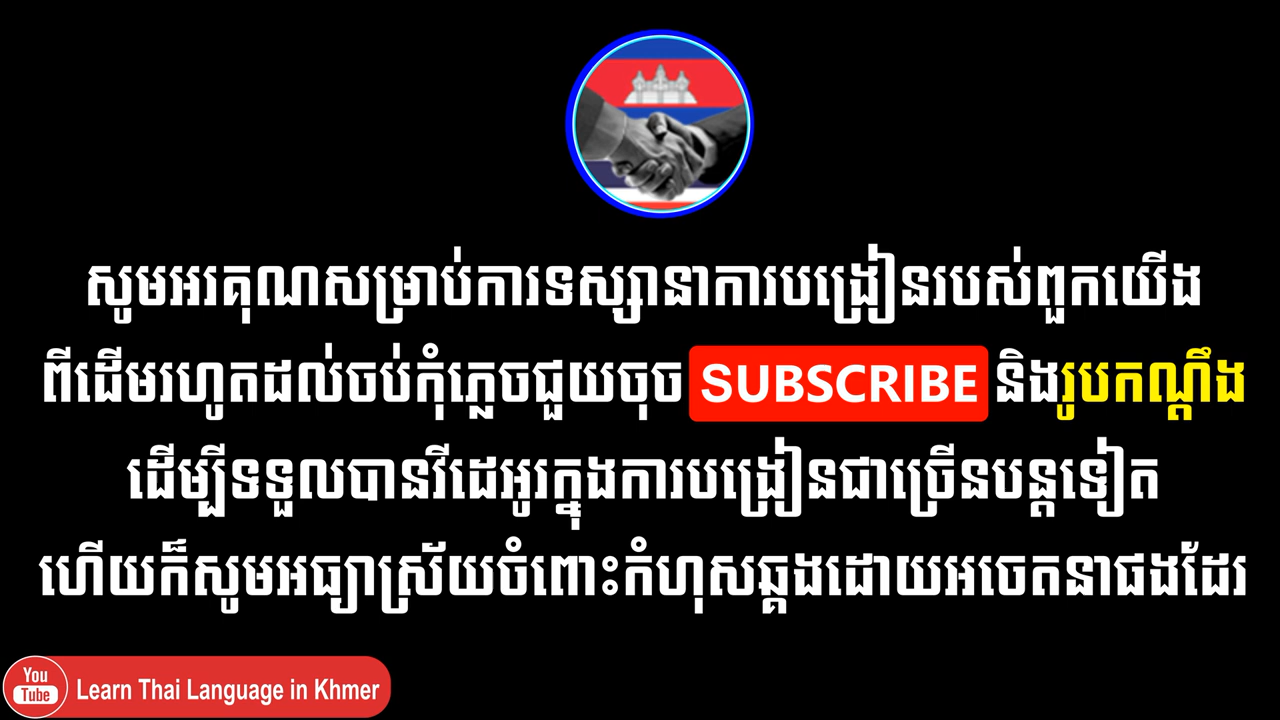 សូមអរគុណសម្រាប់ការទស្សានាការបង្រៀនរបស់ពួកយើង
ពីដើមរហូតដល់ចប់កុំភ្លេចជួយចុច SUBSCRIBE និងរូបកណ្ដឹង
ដើម្បីទទួលបានវីដេអូរក្នុងការបង្រៀនជាច្រើនបន្តទៀត
ហើយក៏សូមអធ្យាស្រ័យចំពោះកំហុសឆ្គងដោយអចេតនាផងដែរ
You Tube Learn Thai Language in Khmer